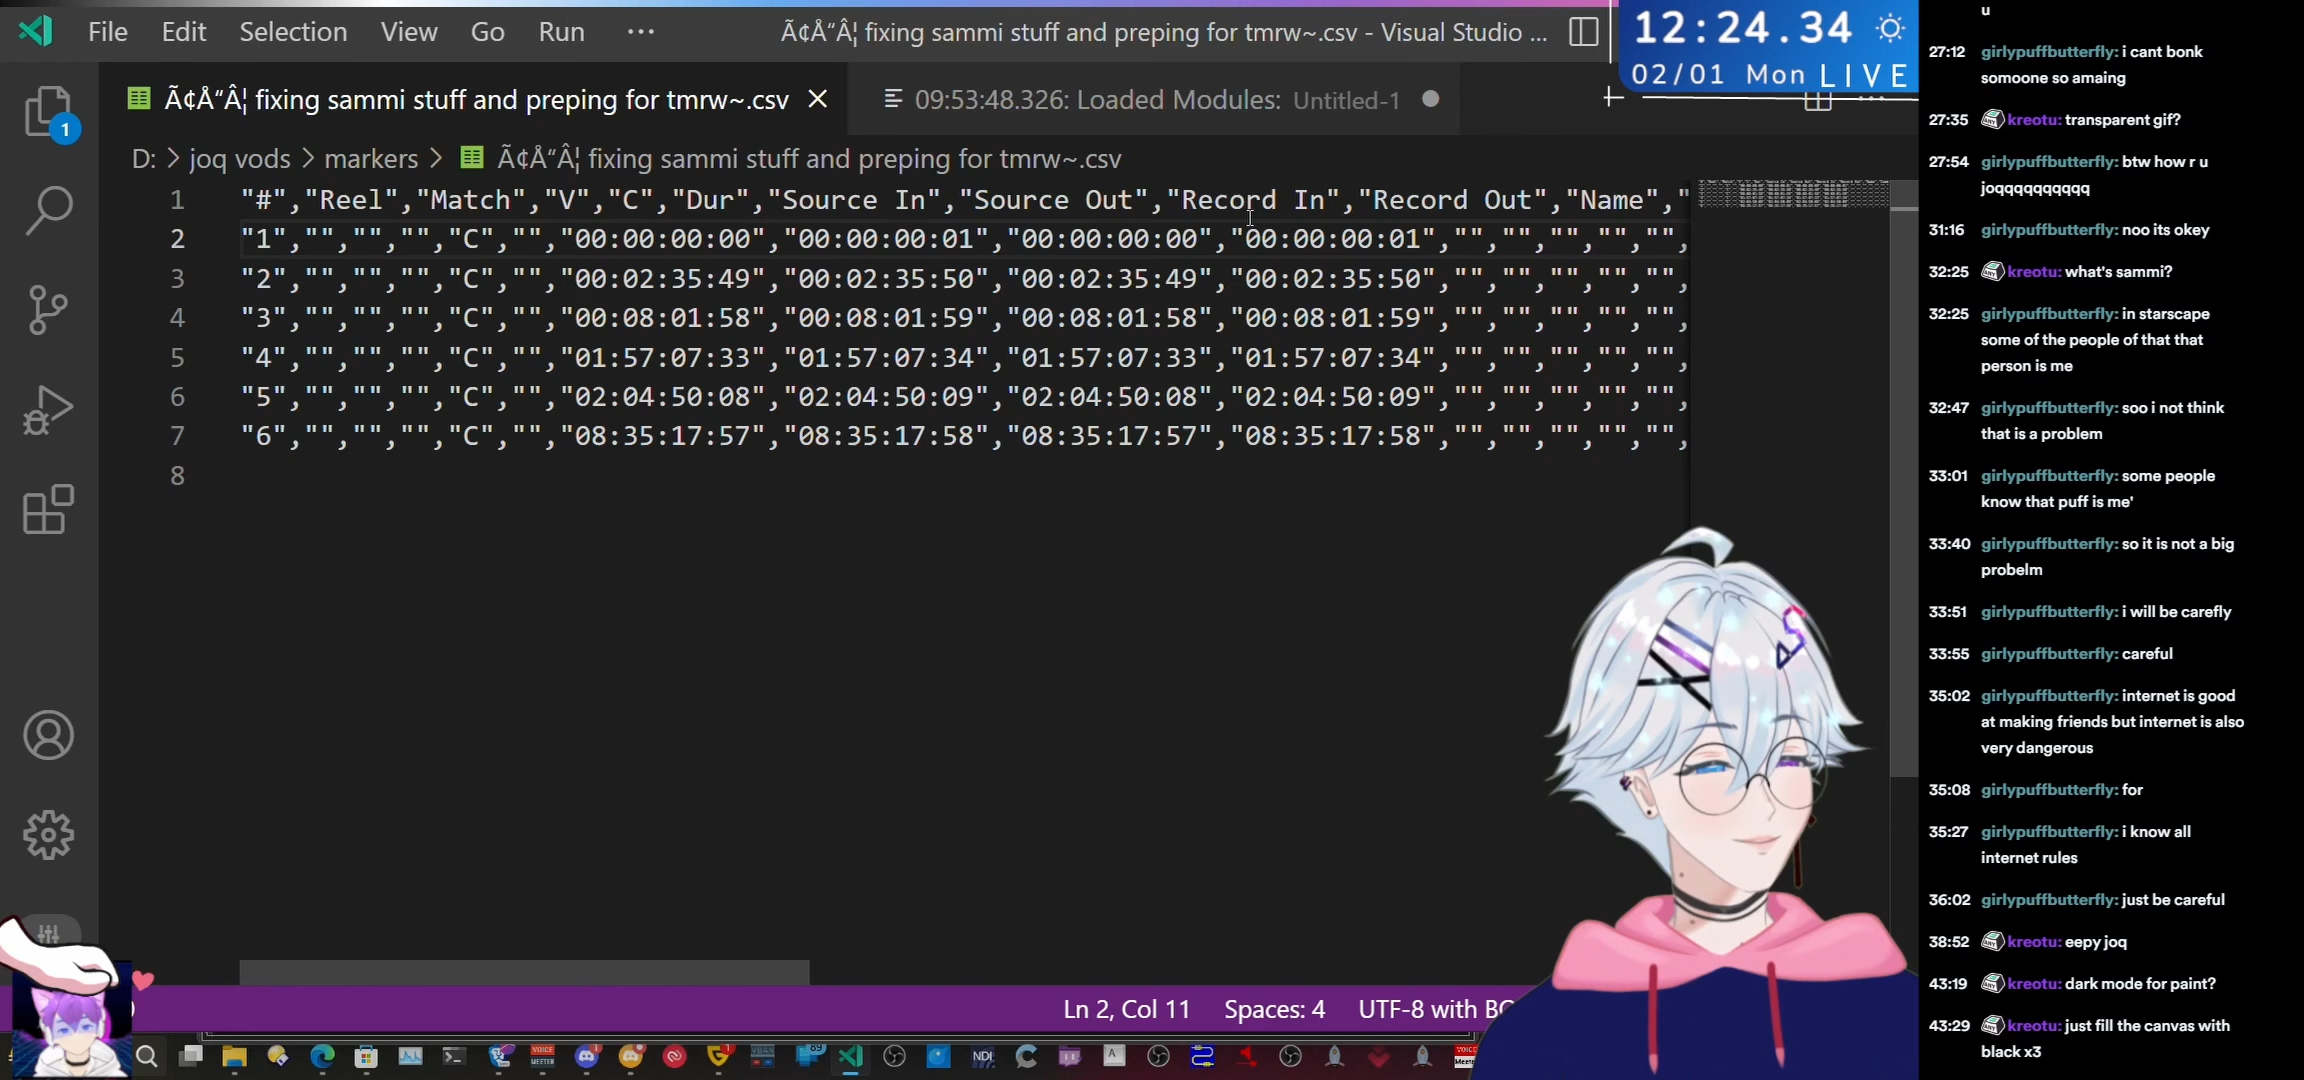 File Edit Selection View Go Run ··· Ã¢Å“Â¦ fixing sammi stuff and preping for tmrw~.csv - Visual Studio ...
Ã¢Å“Â¦ fixing sammi stuff and preping for tmrw~.csv 09:53:48.326: Loaded Modules: Untitled-1
D: > joq vods > markers > Ã¢Å“Â¦ fixing sammi stuff and preping for tmrw~.csv
1 "#","Reel","Match","V","C","Dur","Source In","Source Out","Record In","Record Out","Name","
2 "1","","","","C","","00:00:00:00","00:00:00:01","00:00:00:00","00:00:00:01","","","","","",
3 "2","","","","C","","00:02:35:49","00:02:35:50","00:02:35:49","00:02:35:50","","","","","",
4 "3","","","","C","","00:08:01:58","00:08:01:59","00:08:01:58","00:08:01:59","","","","","",
5 "4","","","","C","","01:57:07:33","01:57:07:34","01:57:07:33","01:57:07:34","","","","","",
6 "5","","","","C","","02:04:50:08","02:04:50:09","02:04:50:08","02:04:50:09","","","","","",
7 "6","","","","C","","08:35:17:57","08:35:17:58","08:35:17:57","08:35:17:58","","","","","",
8
1
Ln 2, Col 11 Spaces: 4 UTF-8 with BO
12:24.34
02/01 Mon LIVE
u
27:12 girlypuffbutterfly: i cant bonk
somoone so amaing
27:35 kreotu: transparent gif?
27:54 girlypuffbutterfly: btw how r u
joqqqqqqqqqq
31:16 girlypuffbutterfly: noo its okey
32:25 kreotu: what's sammi?
32:25 girlypuffbutterfly: in starscape
some of the people of that that
person is me
32:47 girlypuffbutterfly: soo i not think
that is a problem
33:01 girlypuffbutterfly: some people
know that puff is me'
33:40 girlypuffbutterfly: so it is not a big
probelm
33:51 girlypuffbutterfly: i will be carefly
33:55 girlypuffbutterfly: careful
35:02 girlypuffbutterfly: internet is good
at making friends but internet is also
very dangerous
35:08 girlypuffbutterfly: for
35:27 girlypuffbutterfly: i know all
internet rules
36:02 girlypuffbutterfly: just be careful
38:52 kreotu: eepy joq
43:19 kreotu: dark mode for paint?
43:29 kreotu: just fill the canvas with
black x3